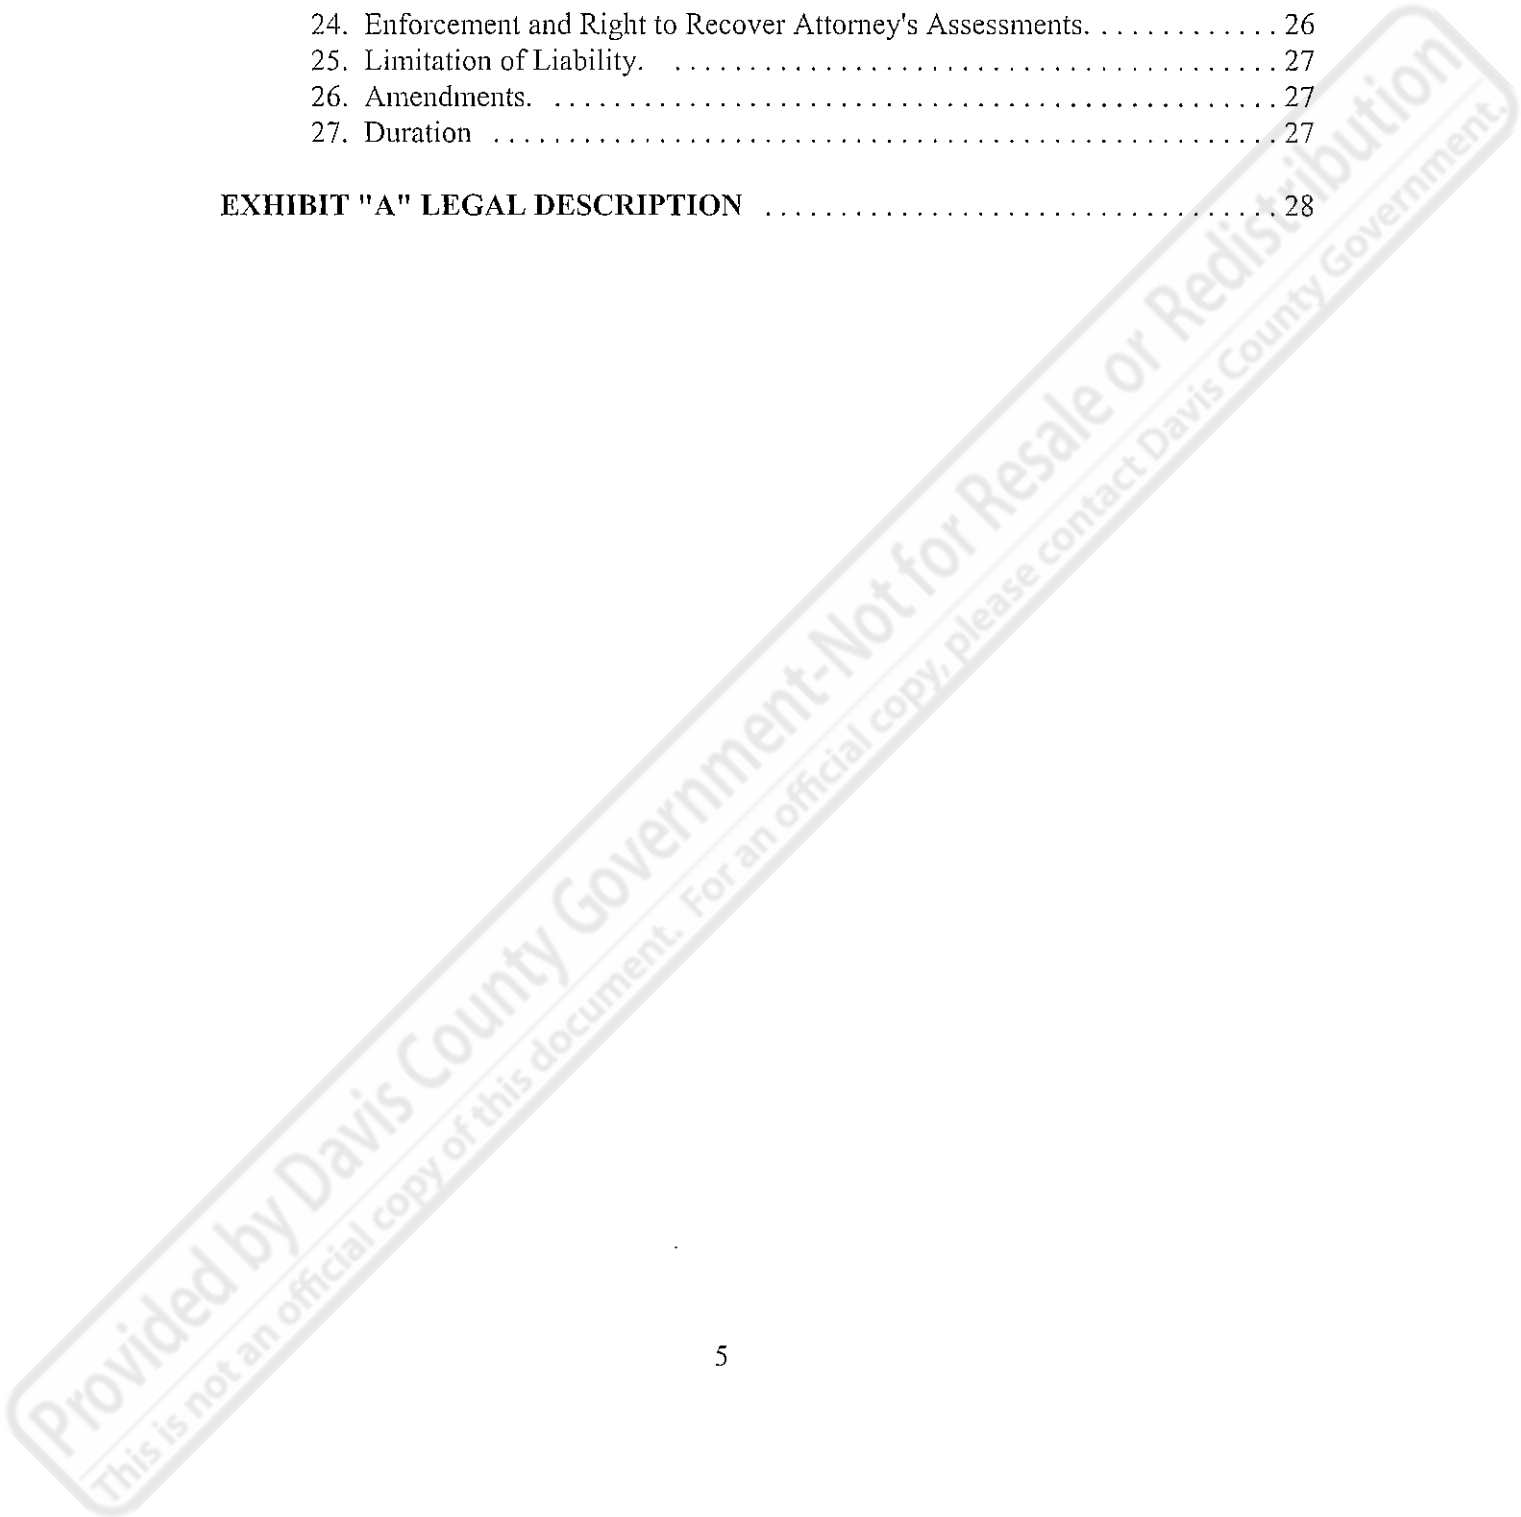 24. Enforcement and Right to Recover Attorney's Assessments. . . . . . . . . . . . . . 26
25. Limitation of Liability. . . . . . . . . . . . . . . . . . . . . . . . . . . . . . . . . . . . . . . . . 27
26. Amendments. . . . . . . . . . . . . . . . . . . . . . . . . . . . . . . . . . . . . . . . . . . . . . . . . 27
27. Duration . . . . . . . . . . . . . . . . . . . . . . . . . . . . . . . . . . . . . . . . . . . . . . . . . . . . . 27
EXHIBIT "A" LEGAL DESCRIPTION . . . . . . . . . . . . . . . . . . . . . . . . . . . . . . . . . . . 28
Provided by Davis County Government-Not for Resale or Redistribution
This is not an official copy of this document. For an official copy, please contact Davis County Government.
5